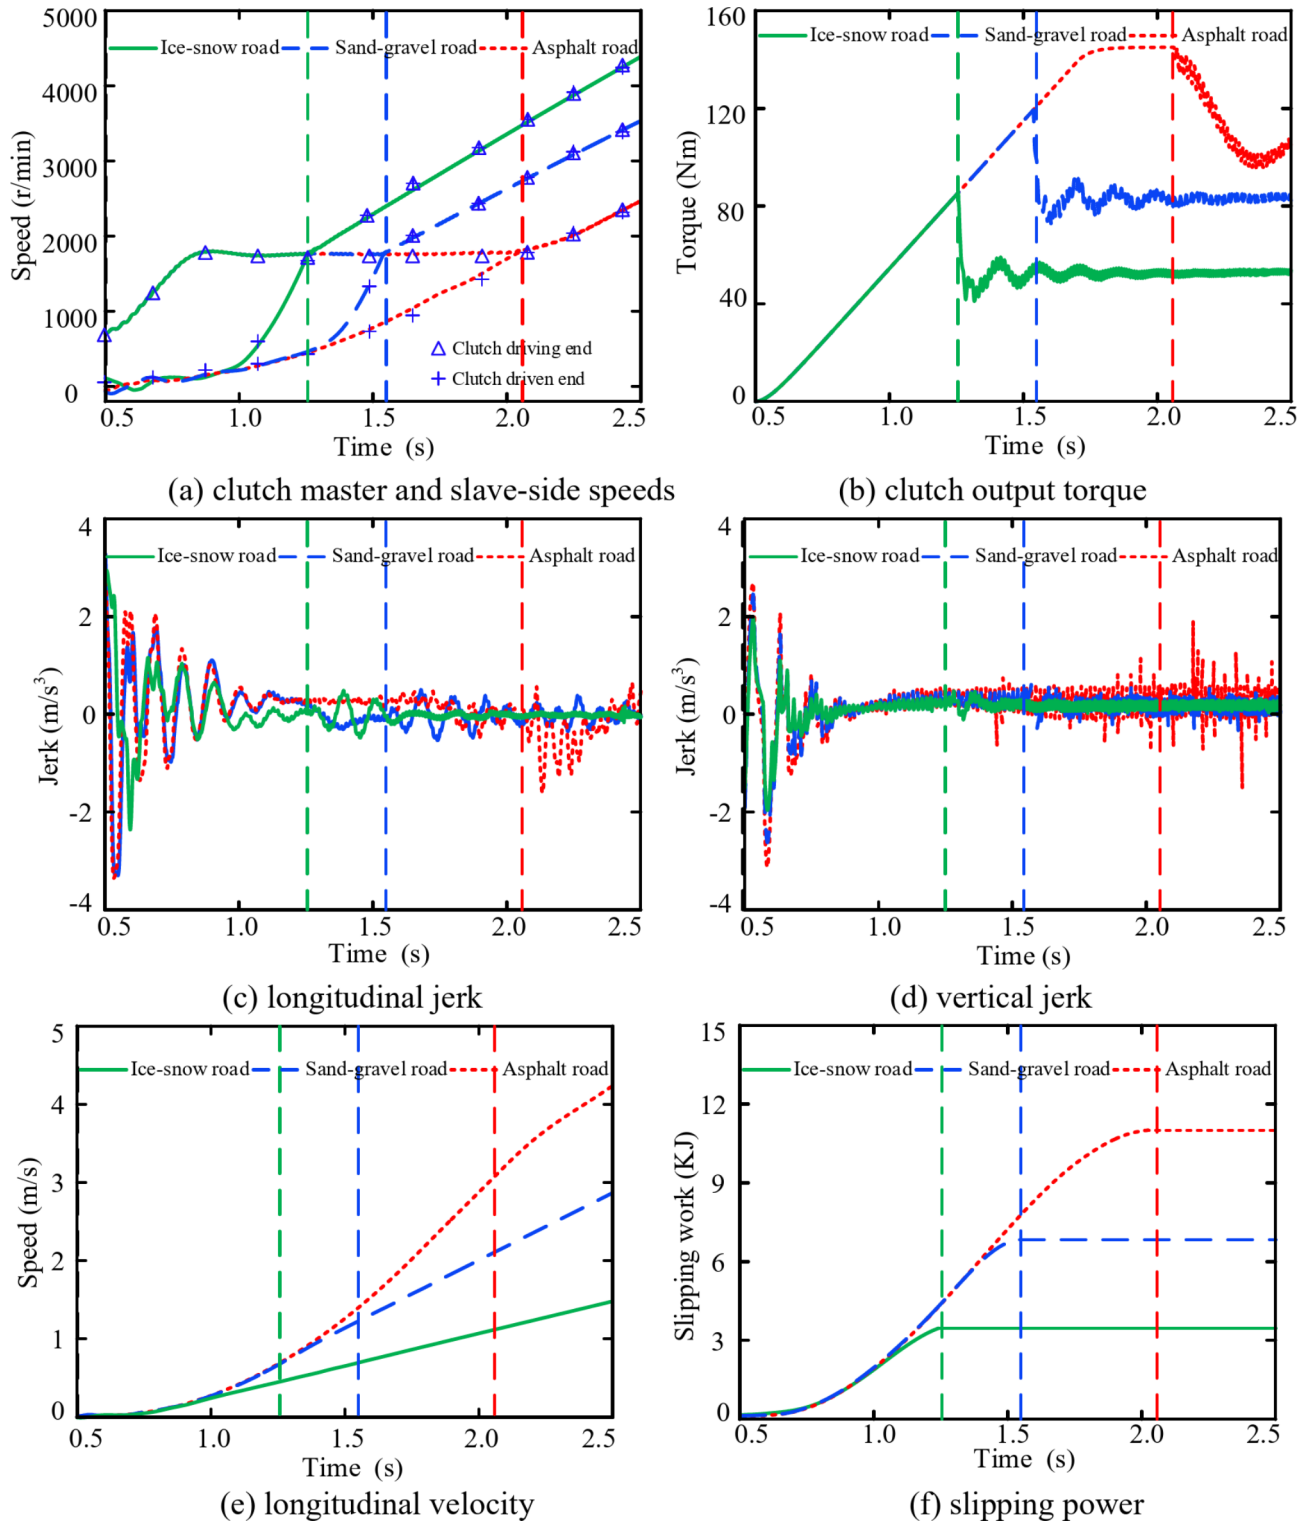 5000
4000
3000
2000
1000
0
Speed (r/min)
Ice-snow road
Sand-gravel road
Asphalt road
Clutch driving end
Clutch driven end
0.5 1.0 1.5 2.0 2.5
Time (s)
(a) clutch master and slave-side speeds
160
120
80
40
0
Torque (Nm)
Ice-snow road
Sand-gravel road
Asphalt road
0.5 1.0 1.5 2.0 2.5
Time (s)
(b) clutch output torque
4
2
0
-2
-4
Jerk (m/s³)
Ice-snow road
Sand-gravel road
Asphalt road
0.5 1.0 1.5 2.0 2.5
Time (s)
(c) longitudinal jerk
4
2
0
-2
-4
Jerk (m/s³)
Ice-snow road
Sand-gravel road
Asphalt road
0.5 1.0 1.5 2.0 2.5
Time (s)
(d) vertical jerk
5
4
3
2
1
0
Speed (m/s)
Ice-snow road
Sand-gravel road
Asphalt road
0.5 1.0 1.5 2.0 2.5
Time (s)
(e) longitudinal velocity
15
12
9
6
3
0
Slipping work (KJ)
Ice-snow road
Sand-gravel road
Asphalt road
0.5 1.0 1.5 2.0 2.5
Time (s)
(f) slipping power